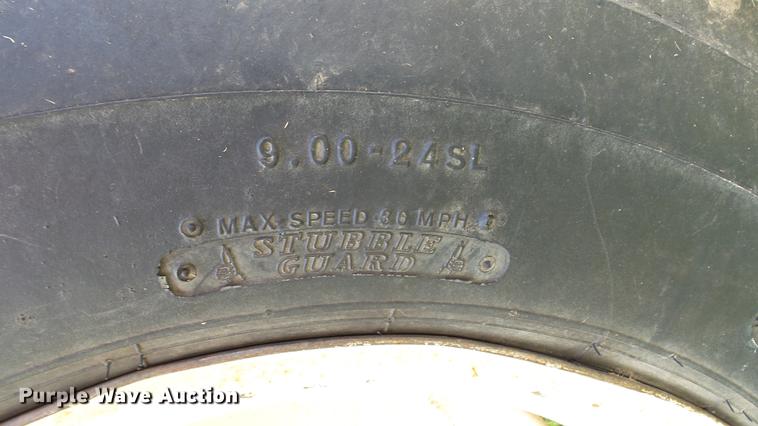 9.00-24SL
MAX SPEED 30 MPH
STUBBLE
GUARD
Purple Wave Auction